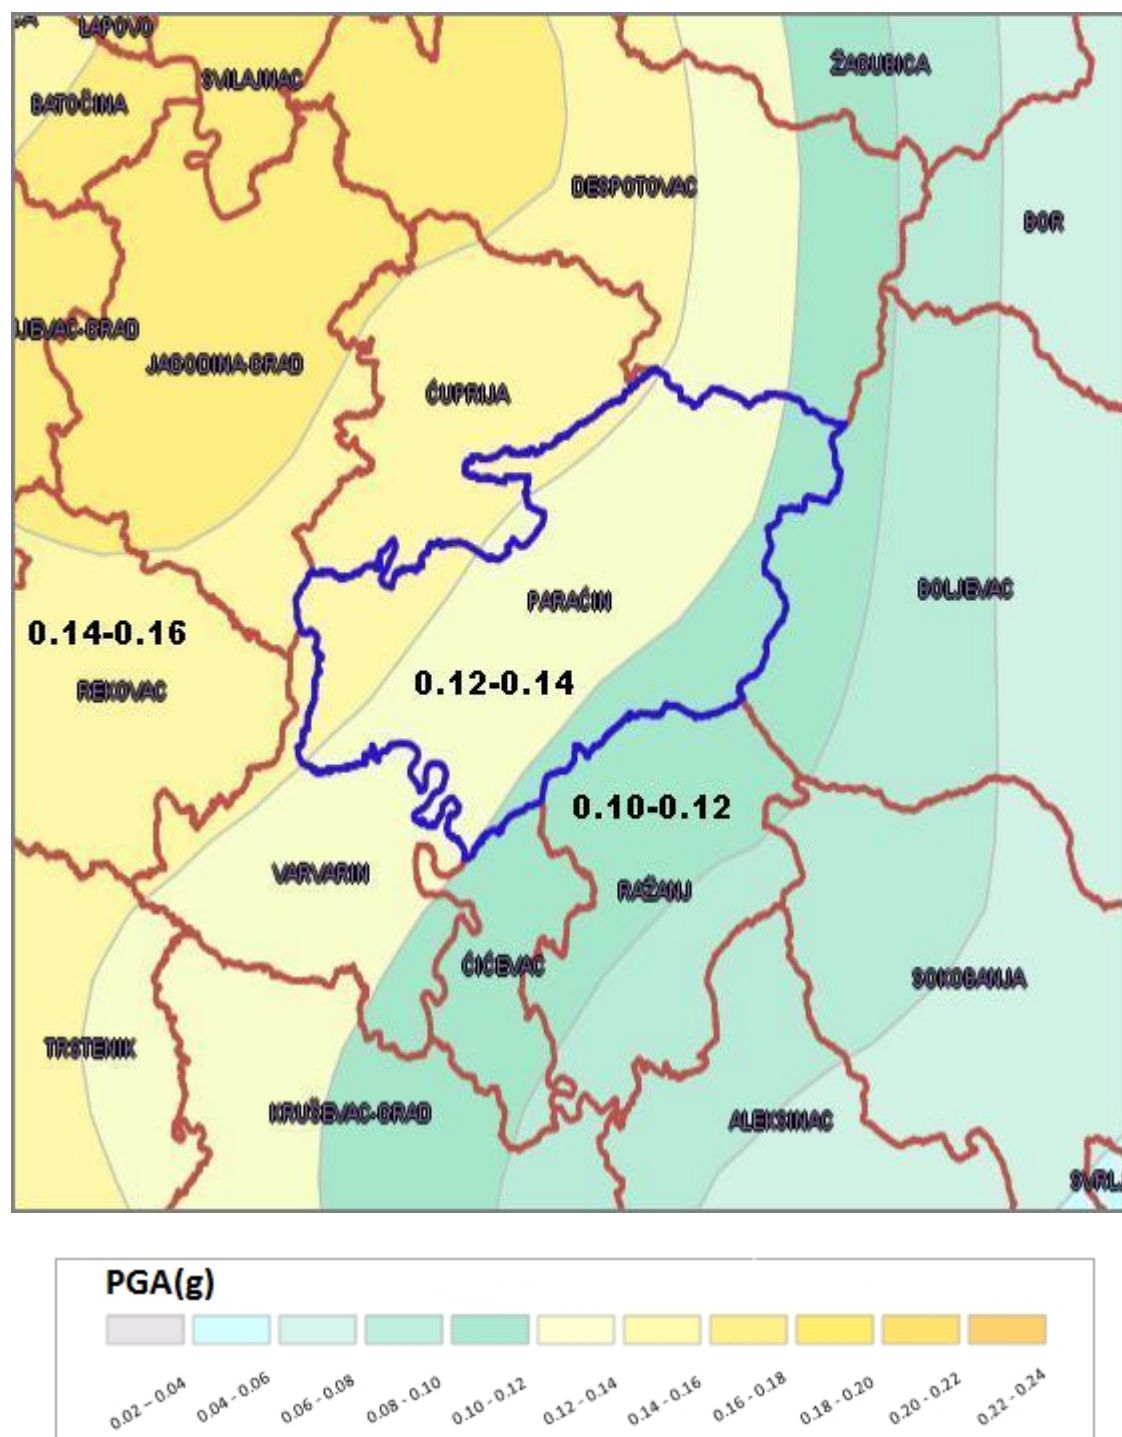 LAPOVO
SVILAJNAC
ŽAGUBICA
BATOČINA
DESPOTOVAC
BOR
JEVAC-GRAD
JAGODINA-GRAD
ĆUPRIJA
BOLJEVAC
PARAĆIN
0.14-0.16
REKOVAC
0.12-0.14
0.10-0.12
VARVARIN
RAŽANJ
ĆIĆEVAC
SOKOBANJA
TRSTENIK
KRUŠEVAC-GRAD
ALEKSINAC
SVRL
PGA(g)
0.02 – 0.04
0.04 - 0.06
0.06 - 0.08
0.08 - 0.10
0.10 - 0.12
0.12 - 0.14
0.14 - 0.16
0.16 - 0.18
0.18 - 0.20
0.20 - 0.22
0.22 - 0.24